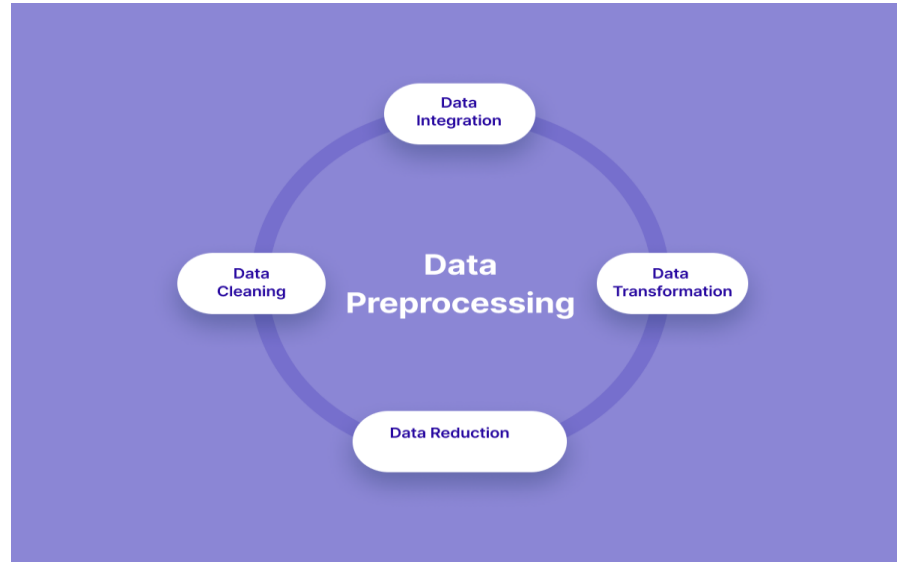 Data
Integration
Data
Cleaning
Data
Preprocessing
Data
Transformation
Data Reduction